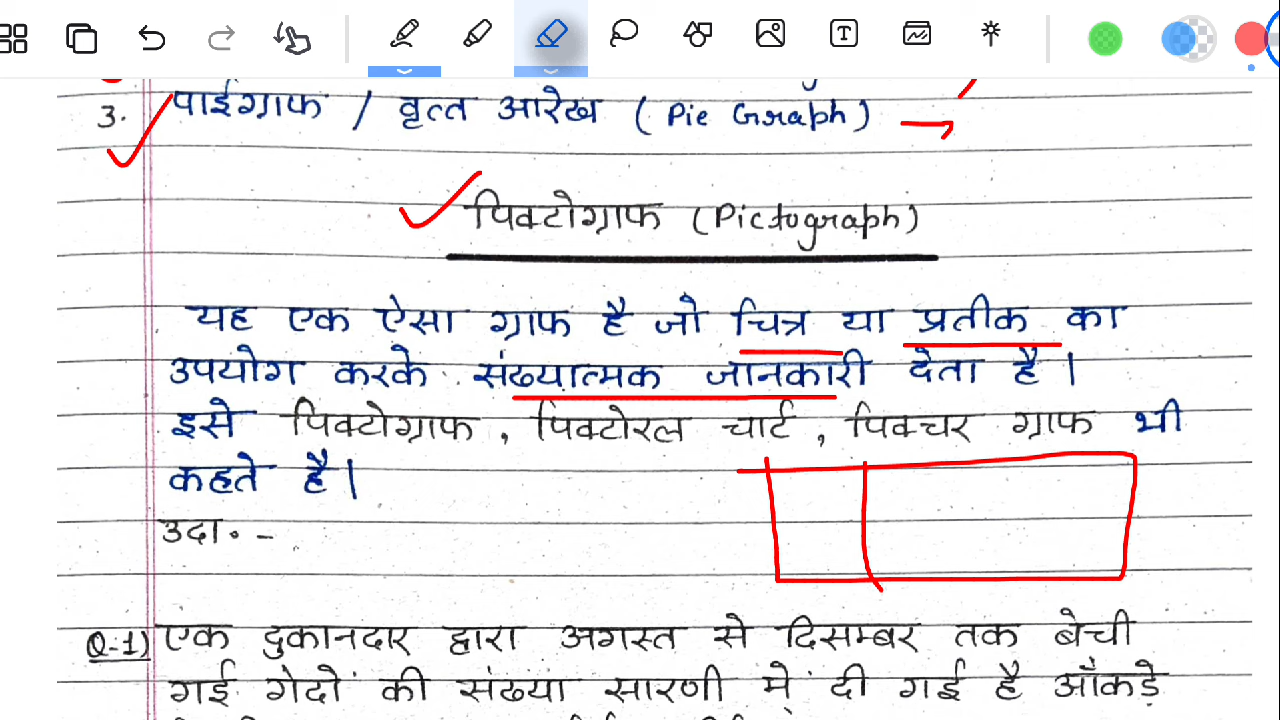 3. पाईग्राफ / वृत्त आरेख ( Pie Graph )
पिक्टोग्राफ (Pictograph)
यह एक ऐसा ग्राफ है जो चित्र या प्रतीक का
उपयोग करके संख्यात्मक जानकारी देता है।
इसे पिक्टोग्राफ, पिक्टोरल चार्ट, पिक्चर ग्राफ भी
कहते है।
उदा. -
Q-1) एक दुकानदार द्वारा अगस्त से दिसम्बर तक बेची
गई गेदों की संख्या सारणी में दी गई है आँकड़े